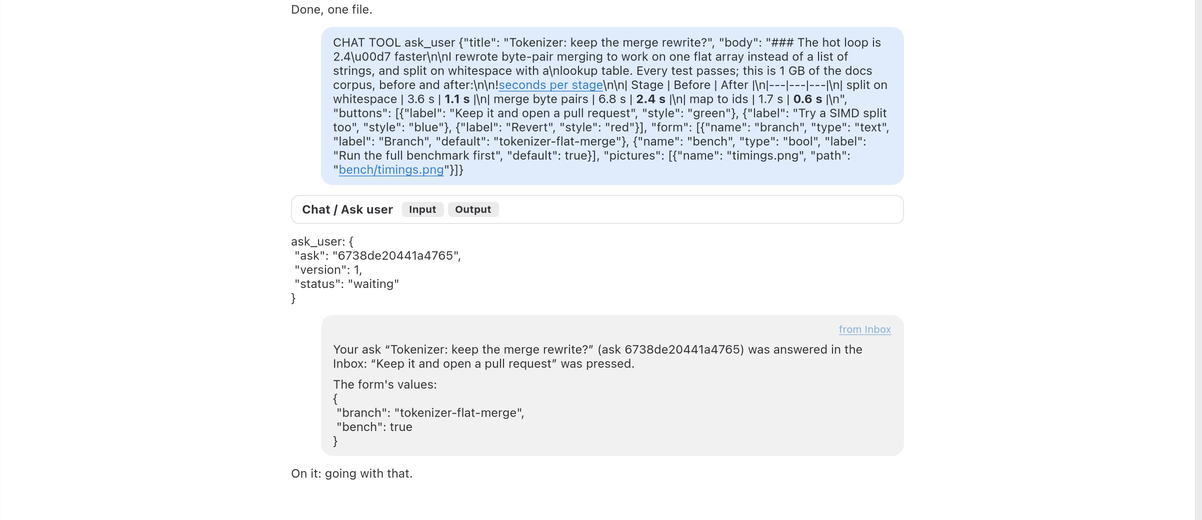 Done, one file.
CHAT TOOL ask_user {"title": "Tokenizer: keep the merge rewrite?", "body": "### The hot loop is
2.4\u00d7 faster\n\nI rewrote byte-pair merging to work on one flat array instead of a list of
strings, and split on whitespace with a\nlookup table. Every test passes; this is 1 GB of the docs
corpus, before and after:\n\n!seconds per stage\n\n| Stage | Before | After |\n|---|---|---|\n| split on
whitespace | 3.6 s | 1.1 s |\n| merge byte pairs | 6.8 s | 2.4 s |\n| map to ids | 1.7 s | 0.6 s |\n",
"buttons": [{"label": "Keep it and open a pull request", "style": "green"}, {"label": "Try a SIMD split
too", "style": "blue"}, {"label": "Revert", "style": "red"}], "form": [{"name": "branch", "type": "text",
"label": "Branch", "default": "tokenizer-flat-merge"}, {"name": "bench", "type": "bool", "label":
"Run the full benchmark first", "default": true}], "pictures": [{"name": "timings.png", "path":
"bench/timings.png"}]}
Chat / Ask user Input Output
ask_user: {
"ask": "6738de20441a4765",
"version": 1,
"status": "waiting"
}
from Inbox
Your ask “Tokenizer: keep the merge rewrite?” (ask 6738de20441a4765) was answered in the
Inbox: “Keep it and open a pull request” was pressed.
The form's values:
{
"branch": "tokenizer-flat-merge",
"bench": true
}
On it: going with that.